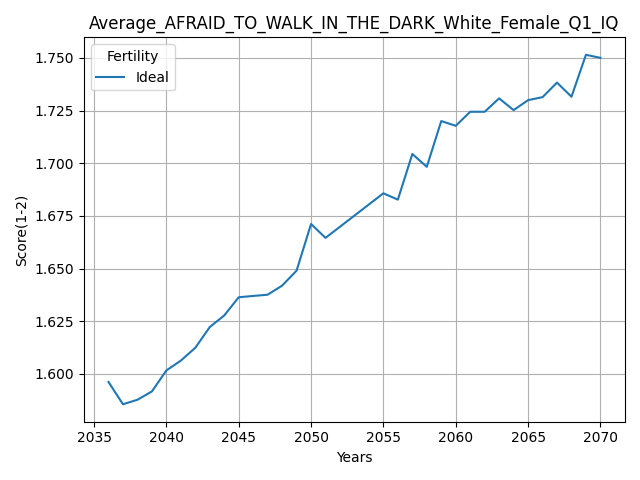 Average_AFRAID_TO_WALK_IN_THE_DARK_White_Female_Q1_IQ
Fertility
Ideal
1.750
1.725
1.700
1.675
1.650
1.625
1.600
Score(1-2)
2035 2040 2045 2050 2055 2060 2065 2070
Years